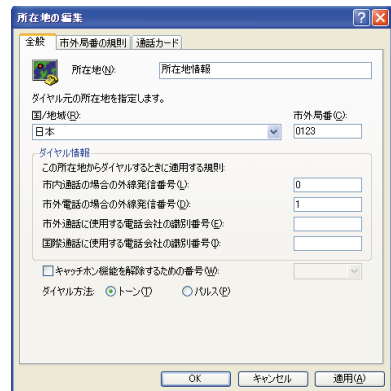 所在地の編集
全般 市外局番の規則 通話カード
所在地(N): 所在地情報
ダイヤル元の所在地を指定します。
国/地域(R): 市外局番(C):
日本 0123
ダイヤル情報
この所在地からダイヤルするときに適用する規則:
市内通話の場合の外線発信番号(L): 0
市外電話の場合の外線発信番号(D): 1
市外通話に使用する電話会社の識別番号(E):
国際通話に使用する電話会社の識別番号(I):
キャッチホン機能を解除するための番号(W):
ダイヤル方法: トーン(T) パルス(P)
OK キャンセル 適用(A)